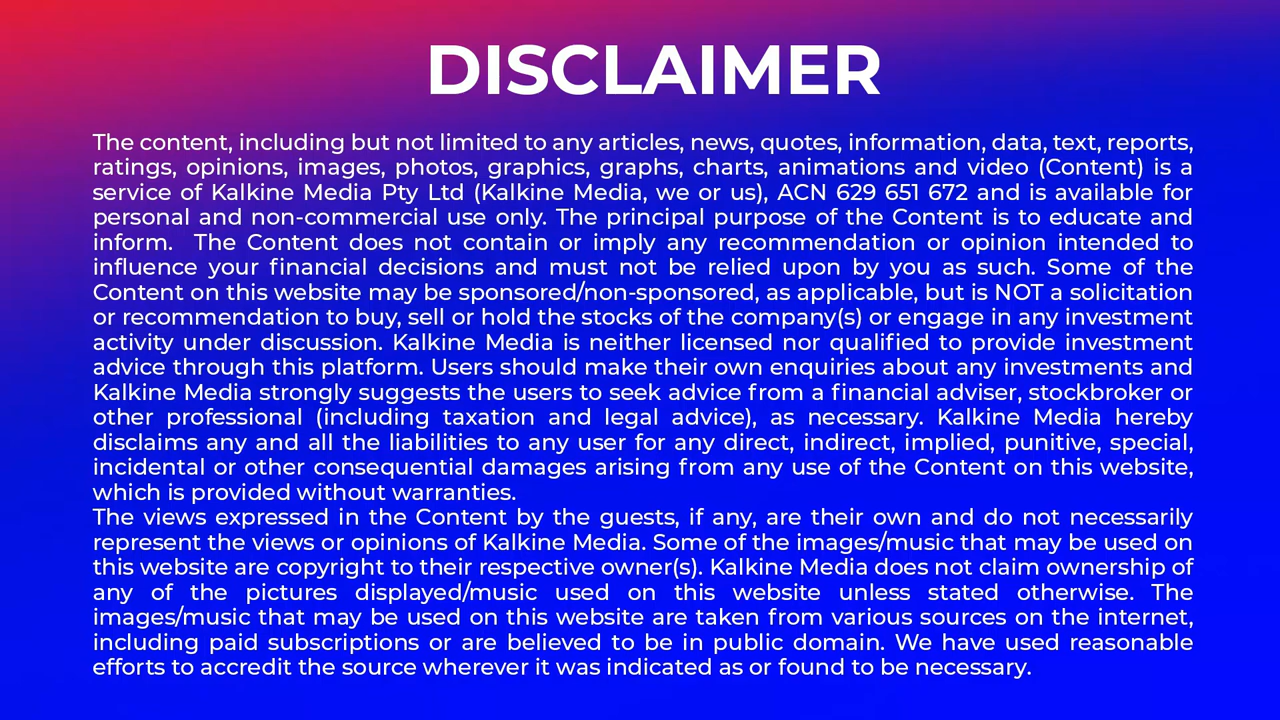 DISCLAIMER
The content, including but not limited to any articles, news, quotes, information, data, text, reports,
ratings, opinions, images, photos, graphics, graphs, charts, animations and video (Content) is a
service of Kalkine Media Pty Ltd (Kalkine Media, we or us), ACN 629 651 672 and is available for
personal and non-commercial use only. The principal purpose of the Content is to educate and
inform.  The Content does not contain or imply any recommendation or opinion intended to
influence your financial decisions and must not be relied upon by you as such. Some of the
Content on this website may be sponsored/non-sponsored, as applicable, but is NOT a solicitation
or recommendation to buy, sell or hold the stocks of the company(s) or engage in any investment
activity under discussion. Kalkine Media is neither licensed nor qualified to provide investment
advice through this platform. Users should make their own enquiries about any investments and
Kalkine Media strongly suggests the users to seek advice from a financial adviser, stockbroker or
other professional (including taxation and legal advice), as necessary. Kalkine Media hereby
disclaims any and all the liabilities to any user for any direct, indirect, implied, punitive, special,
incidental or other consequential damages arising from any use of the Content on this website,
which is provided without warranties.
The views expressed in the Content by the guests, if any, are their own and do not necessarily
represent the views or opinions of Kalkine Media. Some of the images/music that may be used on
this website are copyright to their respective owner(s). Kalkine Media does not claim ownership of
any of the pictures displayed/music used on this website unless stated otherwise. The
images/music that may be used on this website are taken from various sources on the internet,
including paid subscriptions or are believed to be in public domain. We have used reasonable
efforts to accredit the source wherever it was indicated as or found to be necessary.